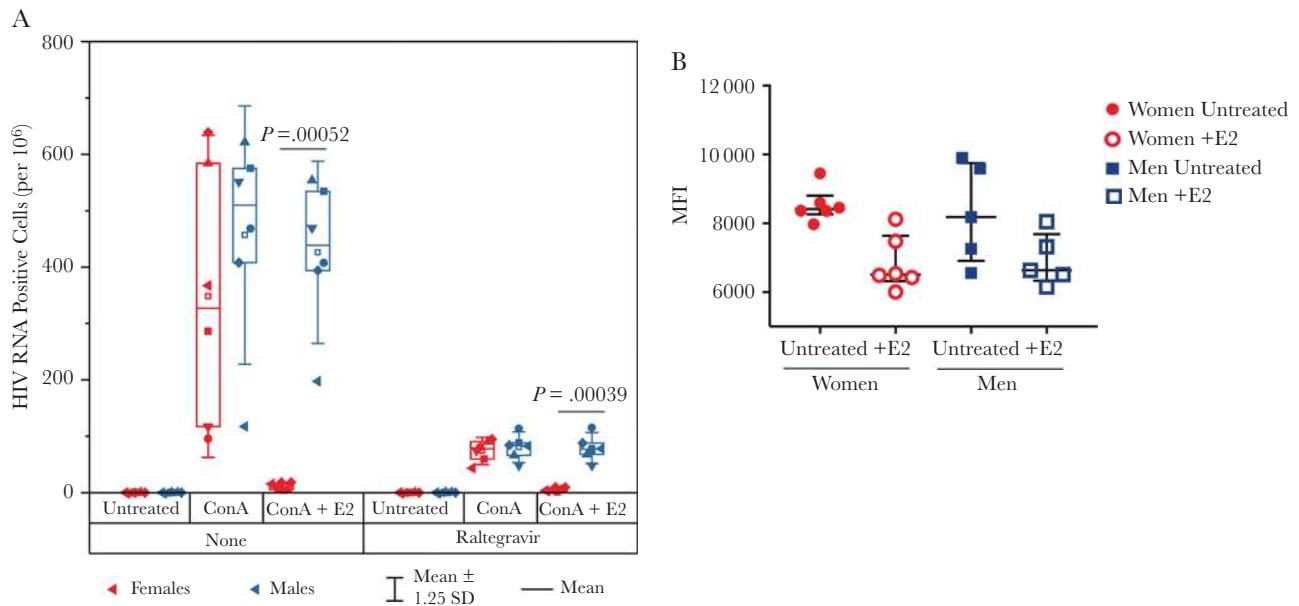 A
HIV RNA Positive Cells (per 10⁶)
800
600
400
200
0
P =.00052
P = .00039
Untreated
ConA
ConA + E2
Untreated
ConA
ConA + E2
None
Raltegravir
Females
Males
Mean ±
1.25 SD
Mean
B
MFI
12 000
10 000
8000
6000
Untreated +E2
Untreated +E2
Women
Men
Women Untreated
Women +E2
Men Untreated
Men +E2